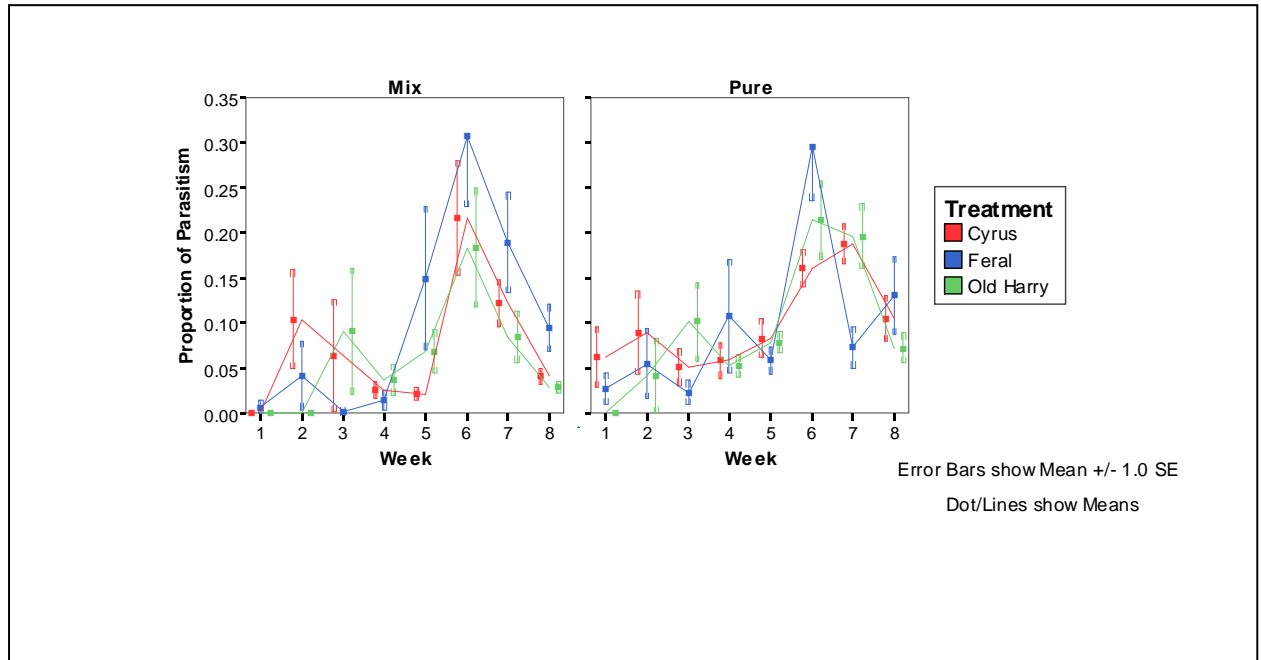 Mix
Pure
Proportion of Parasitism
0.35
0.30
0.25
0.20
0.15
0.10
0.05
0.00
1 2 3 4 5 6 7 8
Week
1 2 3 4 5 6 7 8
Week
Treatment
Cyrus
Feral
Old Harry
Error Bars show Mean +/- 1.0 SE
Dot/Lines show Means